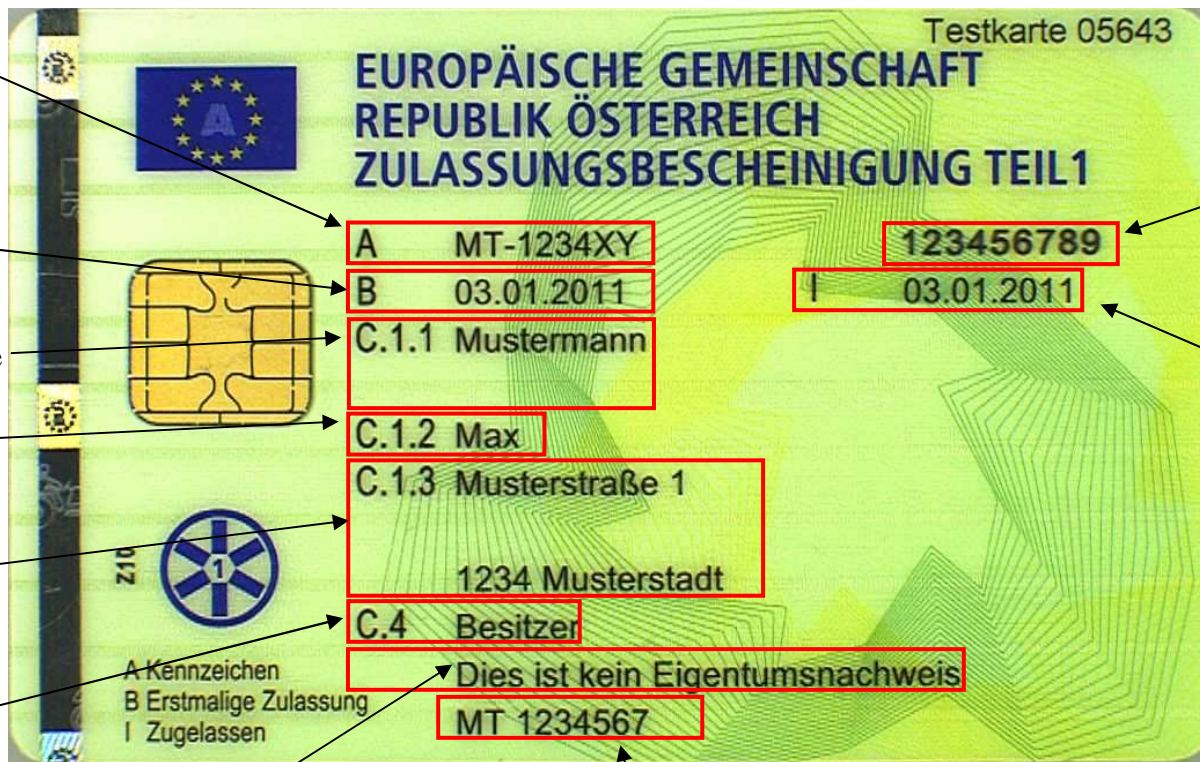 Testkarte 05643
EUROPÄISCHE GEMEINSCHAFT
REPUBLIK ÖSTERREICH
ZULASSUNGSBESCHEINIGUNG TEIL1
A
A MT-1234XY 123456789
B 03.01.2011 I 03.01.2011
C.1.1 Mustermann
C.1.2 Max
C.1.3 Musterstraße 1
1234 Musterstadt
C.4 Besitzer
Dies ist kein Eigentumsnachweis
MT 1234567
Z10
1
A Kennzeichen
B Erstmalige Zulassung
I Zugelassen